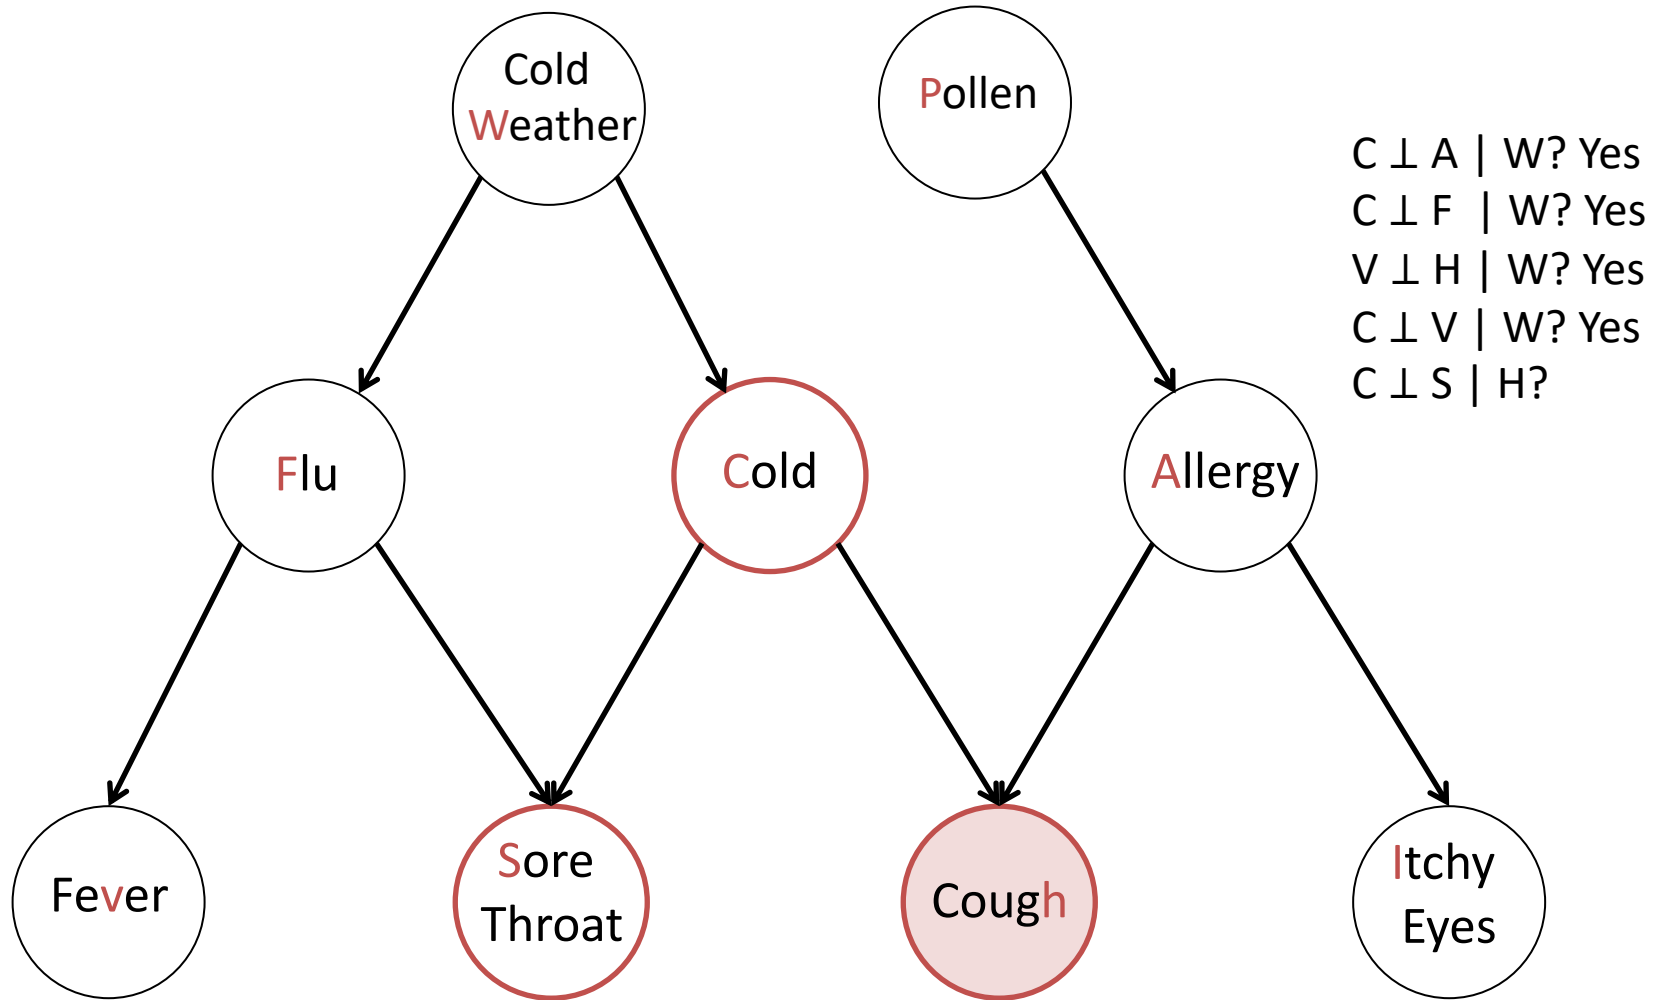 Cold
Weather
Pollen
C ⊥ A | W? Yes
C ⊥ F | W? Yes
V ⊥ H | W? Yes
C ⊥ V | W? Yes
C ⊥ S | H?
Flu
Cold
Allergy
Fever
Sore
Throat
Cough
Itchy
Eyes